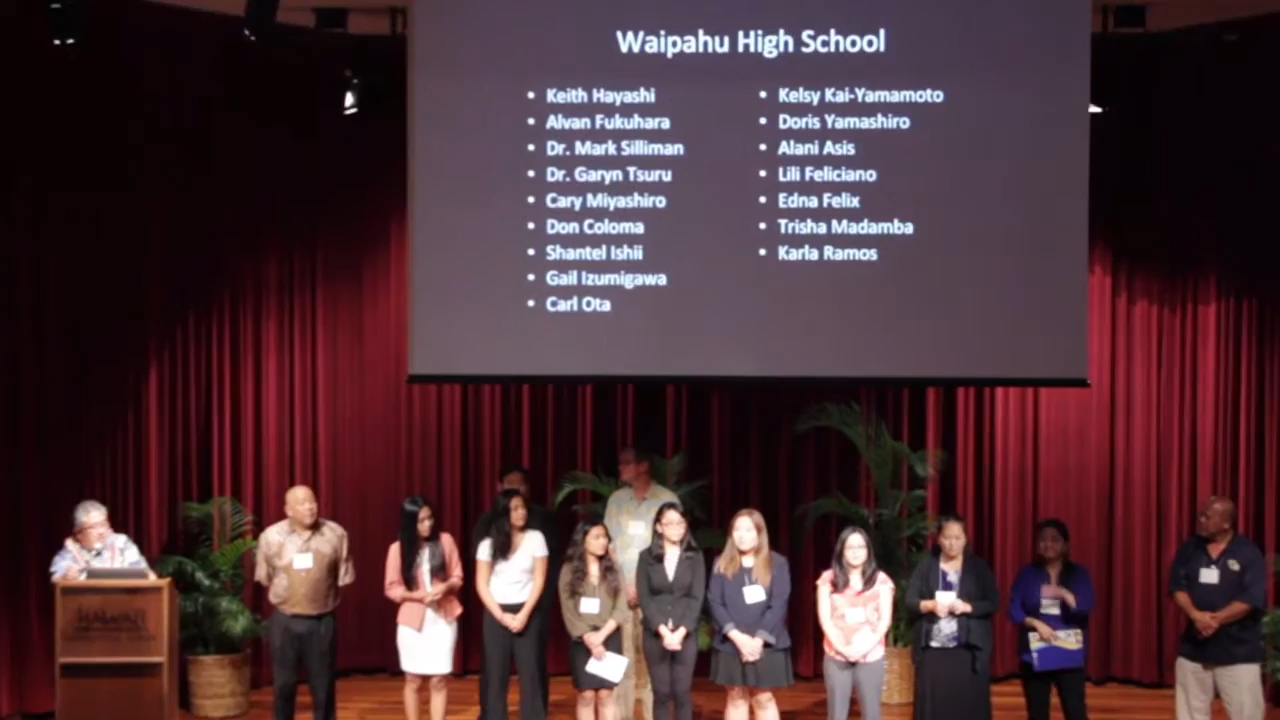 Waipahu High School
• Keith Hayashi
• Alvan Fukuhara
• Dr. Mark Silliman
• Dr. Garyn Tsuru
• Cary Miyashiro
• Don Coloma
• Shantel Ishii
• Gail Izumigawa
• Carl Ota
• Kelsy Kai-Yamamoto
• Doris Yamashiro
• Alani Asis
• Lili Feliciano
• Edna Felix
• Trisha Madamba
• Karla Ramos